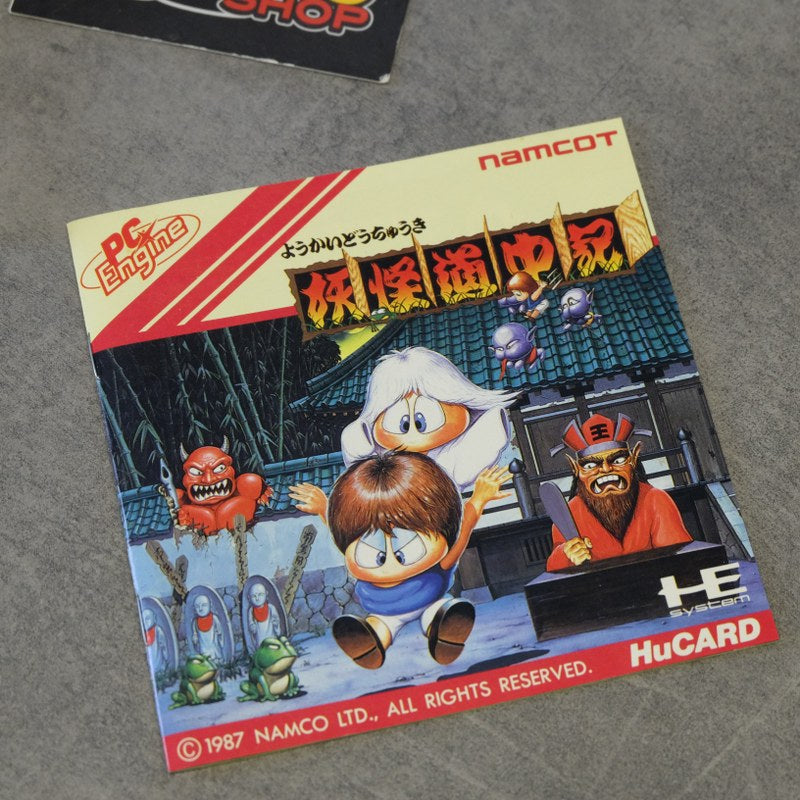 SHOP
namcot
PC Engine
ようかいどうちゅうき
妖怪道中記
王
HE system
HuCARD
© 1987 NAMCO LTD., ALL RIGHTS RESERVED.